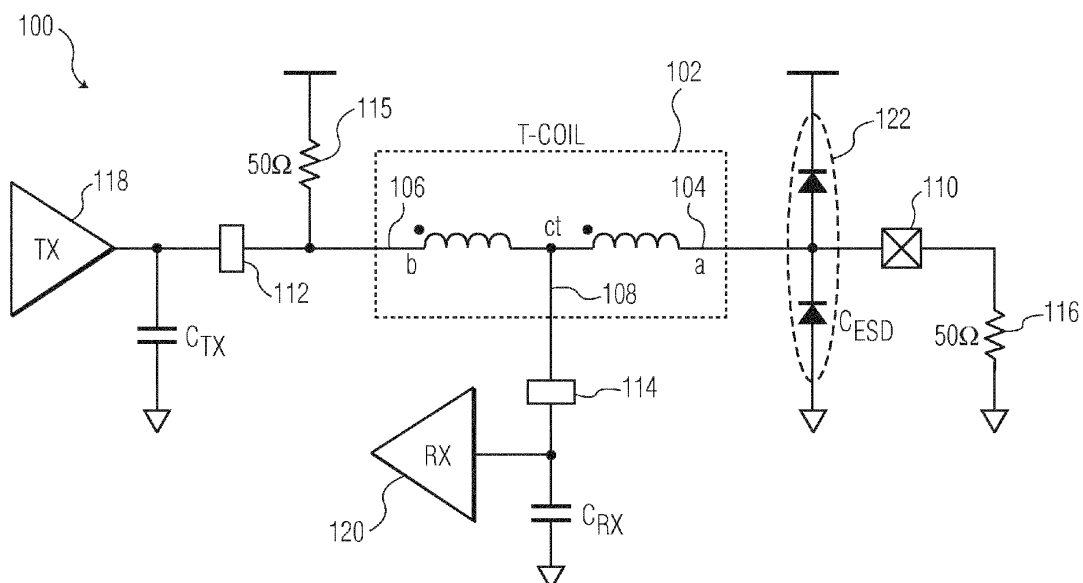 100
102
T-COIL
115
50Ω
118
TX
112
C_TX
106
b
ct
104
a
108
122
110
C_ESD
50Ω
116
114
RX
120
C_RX